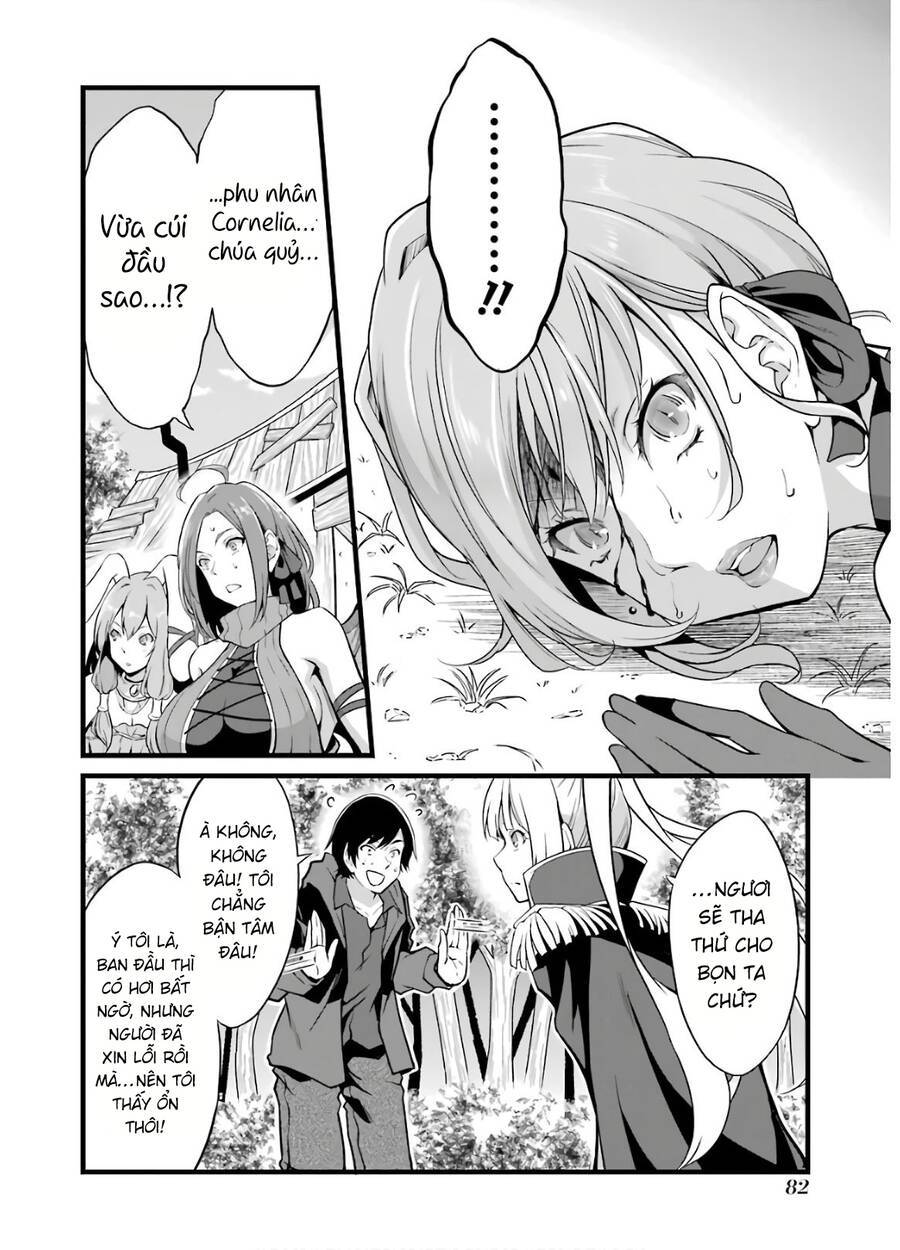 ............!!
...phu nhân
Cornelia...
chúa quỷ...
Vừa cúi
đầu
sao...!?
...NGƯƠI
SẼ THA
THỨ CHO
BỌN TA
CHỨ?
À KHÔNG,
KHÔNG
ĐÂU! TÔI
CHẲNG
BẬN TÂM
ĐÂU!
Ý TÔI LÀ,
BAN ĐẦU THÌ
CÓ HƠI BẤT
NGỜ, NHƯNG
NGƯỜI ĐÃ
XIN LỖI RỒI
MÀ...NÊN TÔI
THẤY ỔN
THÔI!
82